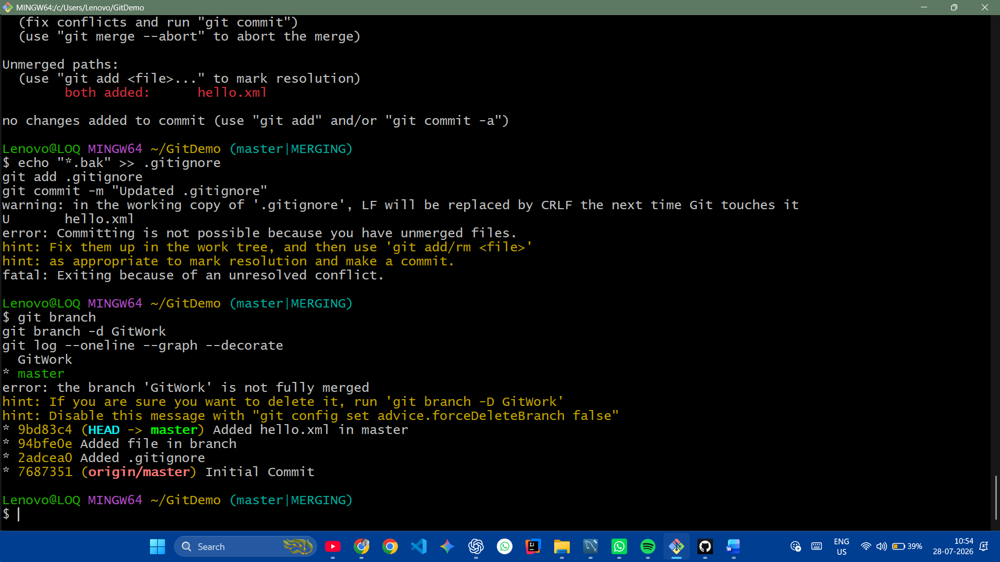 MINGW64:/c/Users/Lenovo/GitDemo
  (fix conflicts and run "git commit")
  (use "git merge --abort" to abort the merge)

Unmerged paths:
  (use "git add <file>..." to mark resolution)
        both added:      hello.xml

no changes added to commit (use "git add" and/or "git commit -a")

Lenovo@LOQ MINGW64 ~/GitDemo (master|MERGING)
$ echo "*.bak" >> .gitignore
git add .gitignore
git commit -m "Updated .gitignore"
warning: in the working copy of '.gitignore', LF will be replaced by CRLF the next time Git touches it
U       hello.xml
error: Committing is not possible because you have unmerged files.
hint: Fix them up in the work tree, and then use 'git add/rm <file>'
hint: as appropriate to mark resolution and make a commit.
fatal: Exiting because of an unresolved conflict.

Lenovo@LOQ MINGW64 ~/GitDemo (master|MERGING)
$ git branch
git branch -d GitWork
git log --oneline --graph --decorate
  GitWork
* master
error: the branch 'GitWork' is not fully merged
hint: If you are sure you want to delete it, run 'git branch -D GitWork'
hint: Disable this message with "git config set advice.forceDeleteBranch false"
* 9bd83c4 (HEAD -> master) Added hello.xml in master
* 94bfe0e Added file in branch
* 2adcea0 Added .gitignore
* 7687351 (origin/master) Initial Commit

Lenovo@LOQ MINGW64 ~/GitDemo (master|MERGING)
$
Search
ENG
US
39%
10:54
28-07-2026